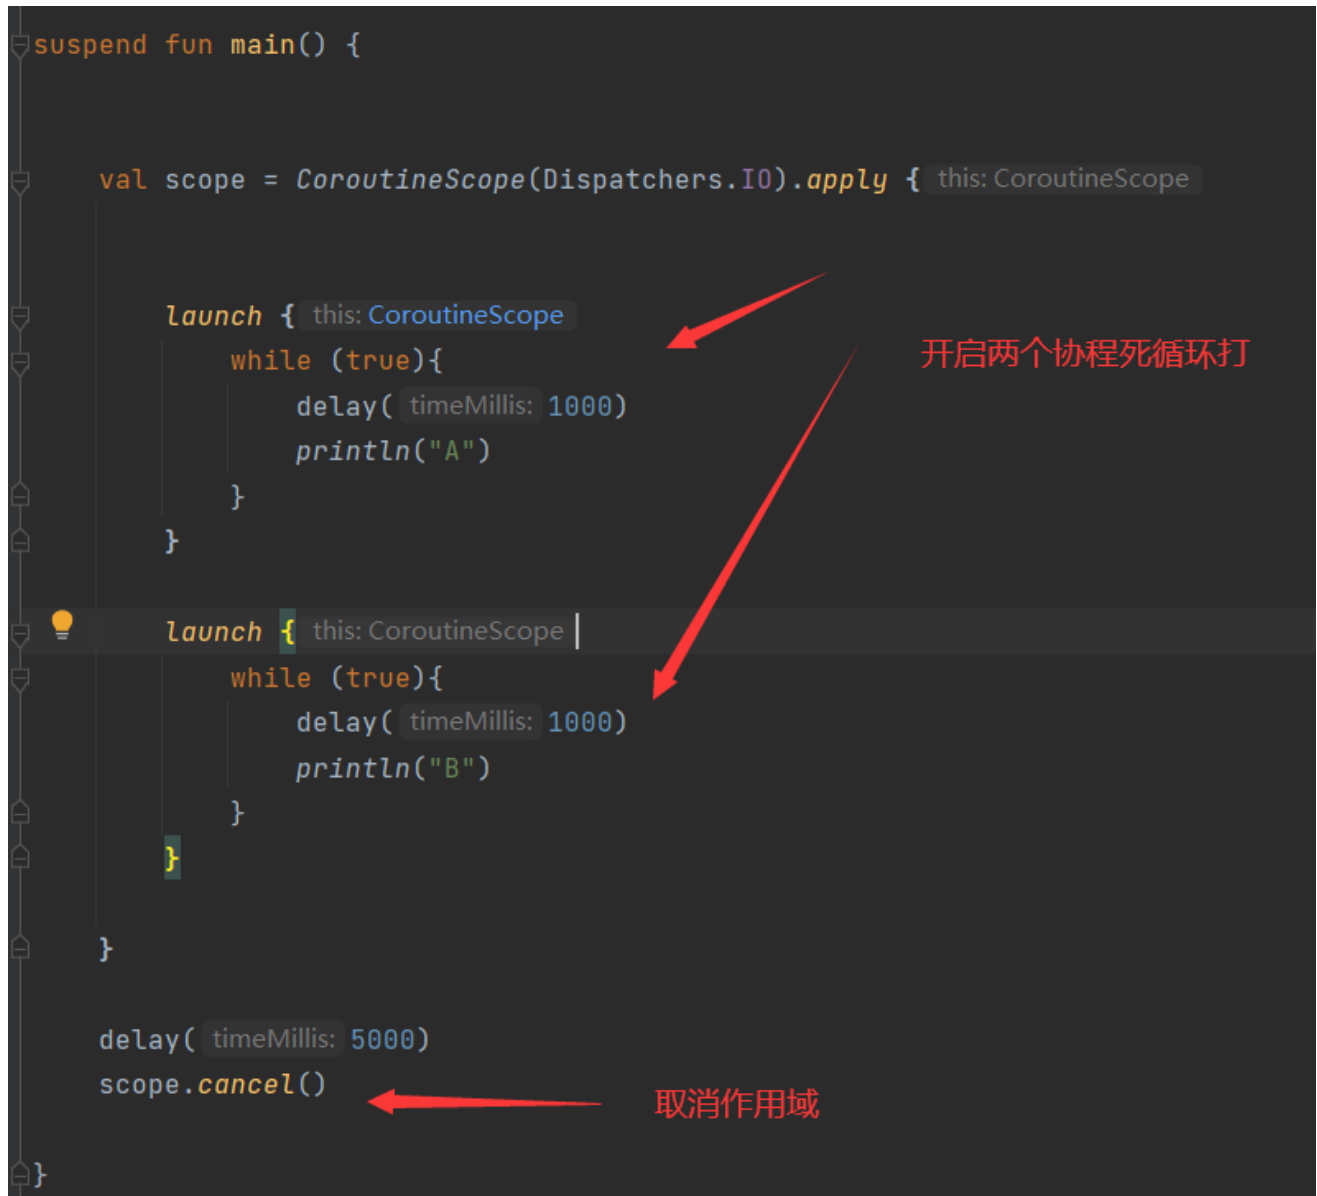 suspend fun main() {
val scope = CoroutineScope(Dispatchers.IO).apply { this: CoroutineScope
launch { this: CoroutineScope
while (true){
开启两个协程死循环打
delay( timeMillis: 1000)
println("A")
}
}
launch { this: CoroutineScope
while (true){
delay( timeMillis: 1000)
println("B")
}
}
}
delay( timeMillis: 5000)
scope.cancel()
取消作用域
}